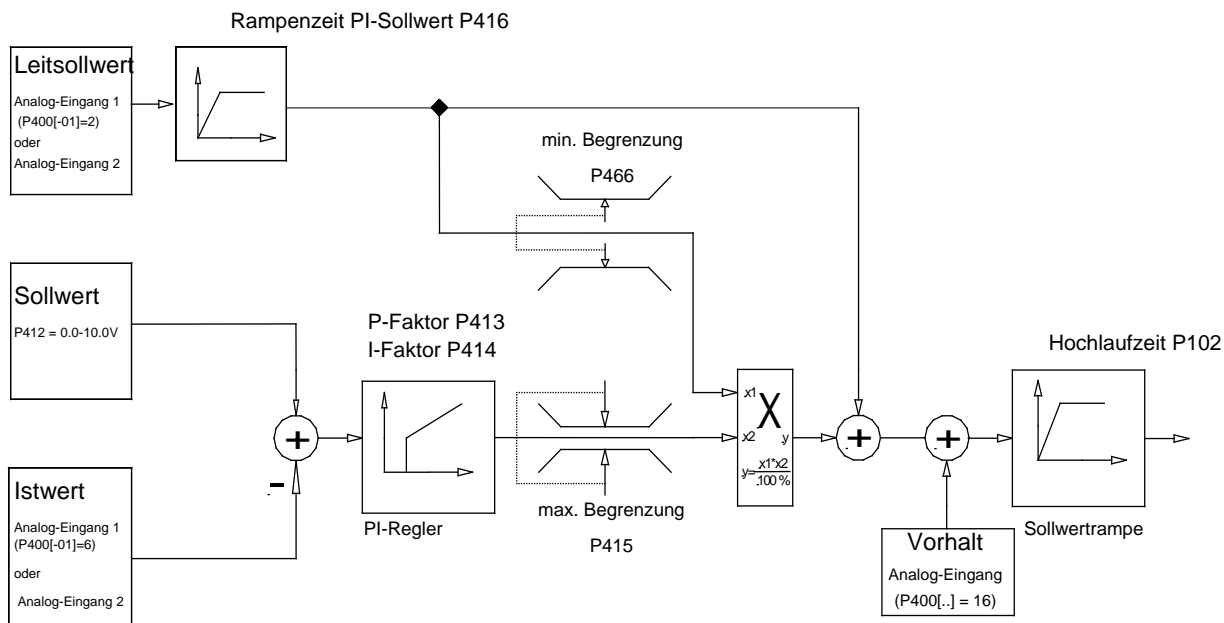 Rampenzeit PI-Sollwert P416
Leitsollwert
Analog-Eingang 1
(P400[-01]=2)
oder
Analog-Eingang 2
min. Begrenzung
P466
Sollwert
P412 = 0.0-10.0V
P-Faktor P413
I-Faktor P414
Hochlaufzeit P102
x1
X
x2
y
y=x1*x2
100 %
+
+
+
-
Istwert
Analog-Eingang 1
(P400[-01]=6)
oder
Analog-Eingang 2
PI-Regler
max. Begrenzung
P415
Vorhalt
Analog-Eingang
(P400[..] = 16)
Sollwertrampe